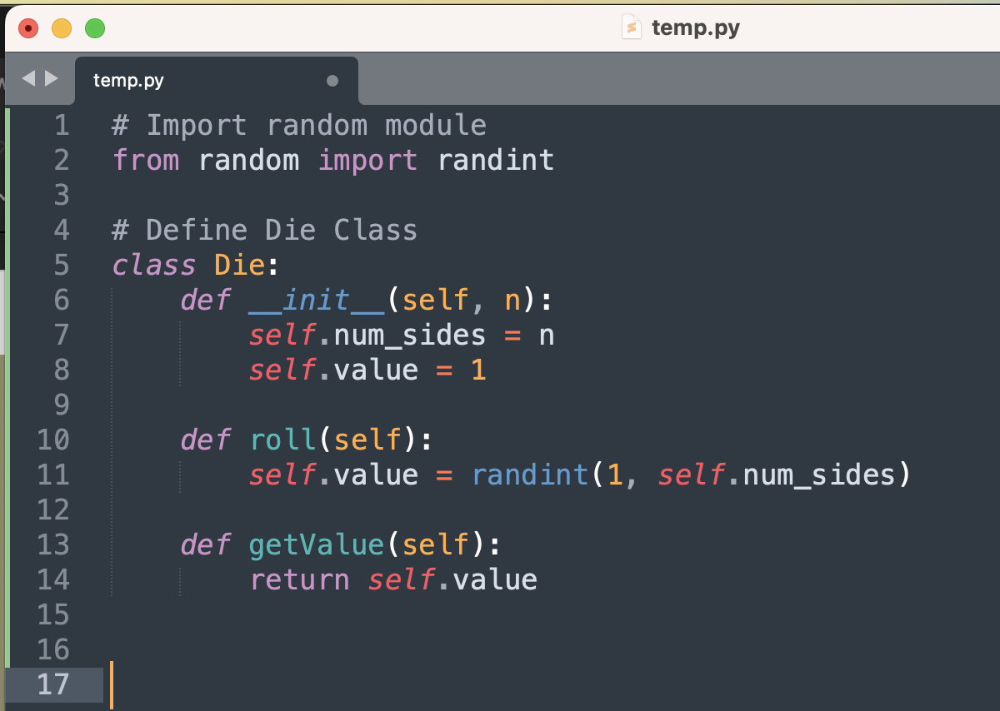 temp.py
temp.py
1 # Import random module
2 from random import randint
3
4 # Define Die Class
5 class Die:
6     def __init__(self, n):
7         self.num_sides = n
8         self.value = 1
9
10     def roll(self):
11         self.value = randint(1, self.num_sides)
12
13     def getValue(self):
14         return self.value
15
16
17